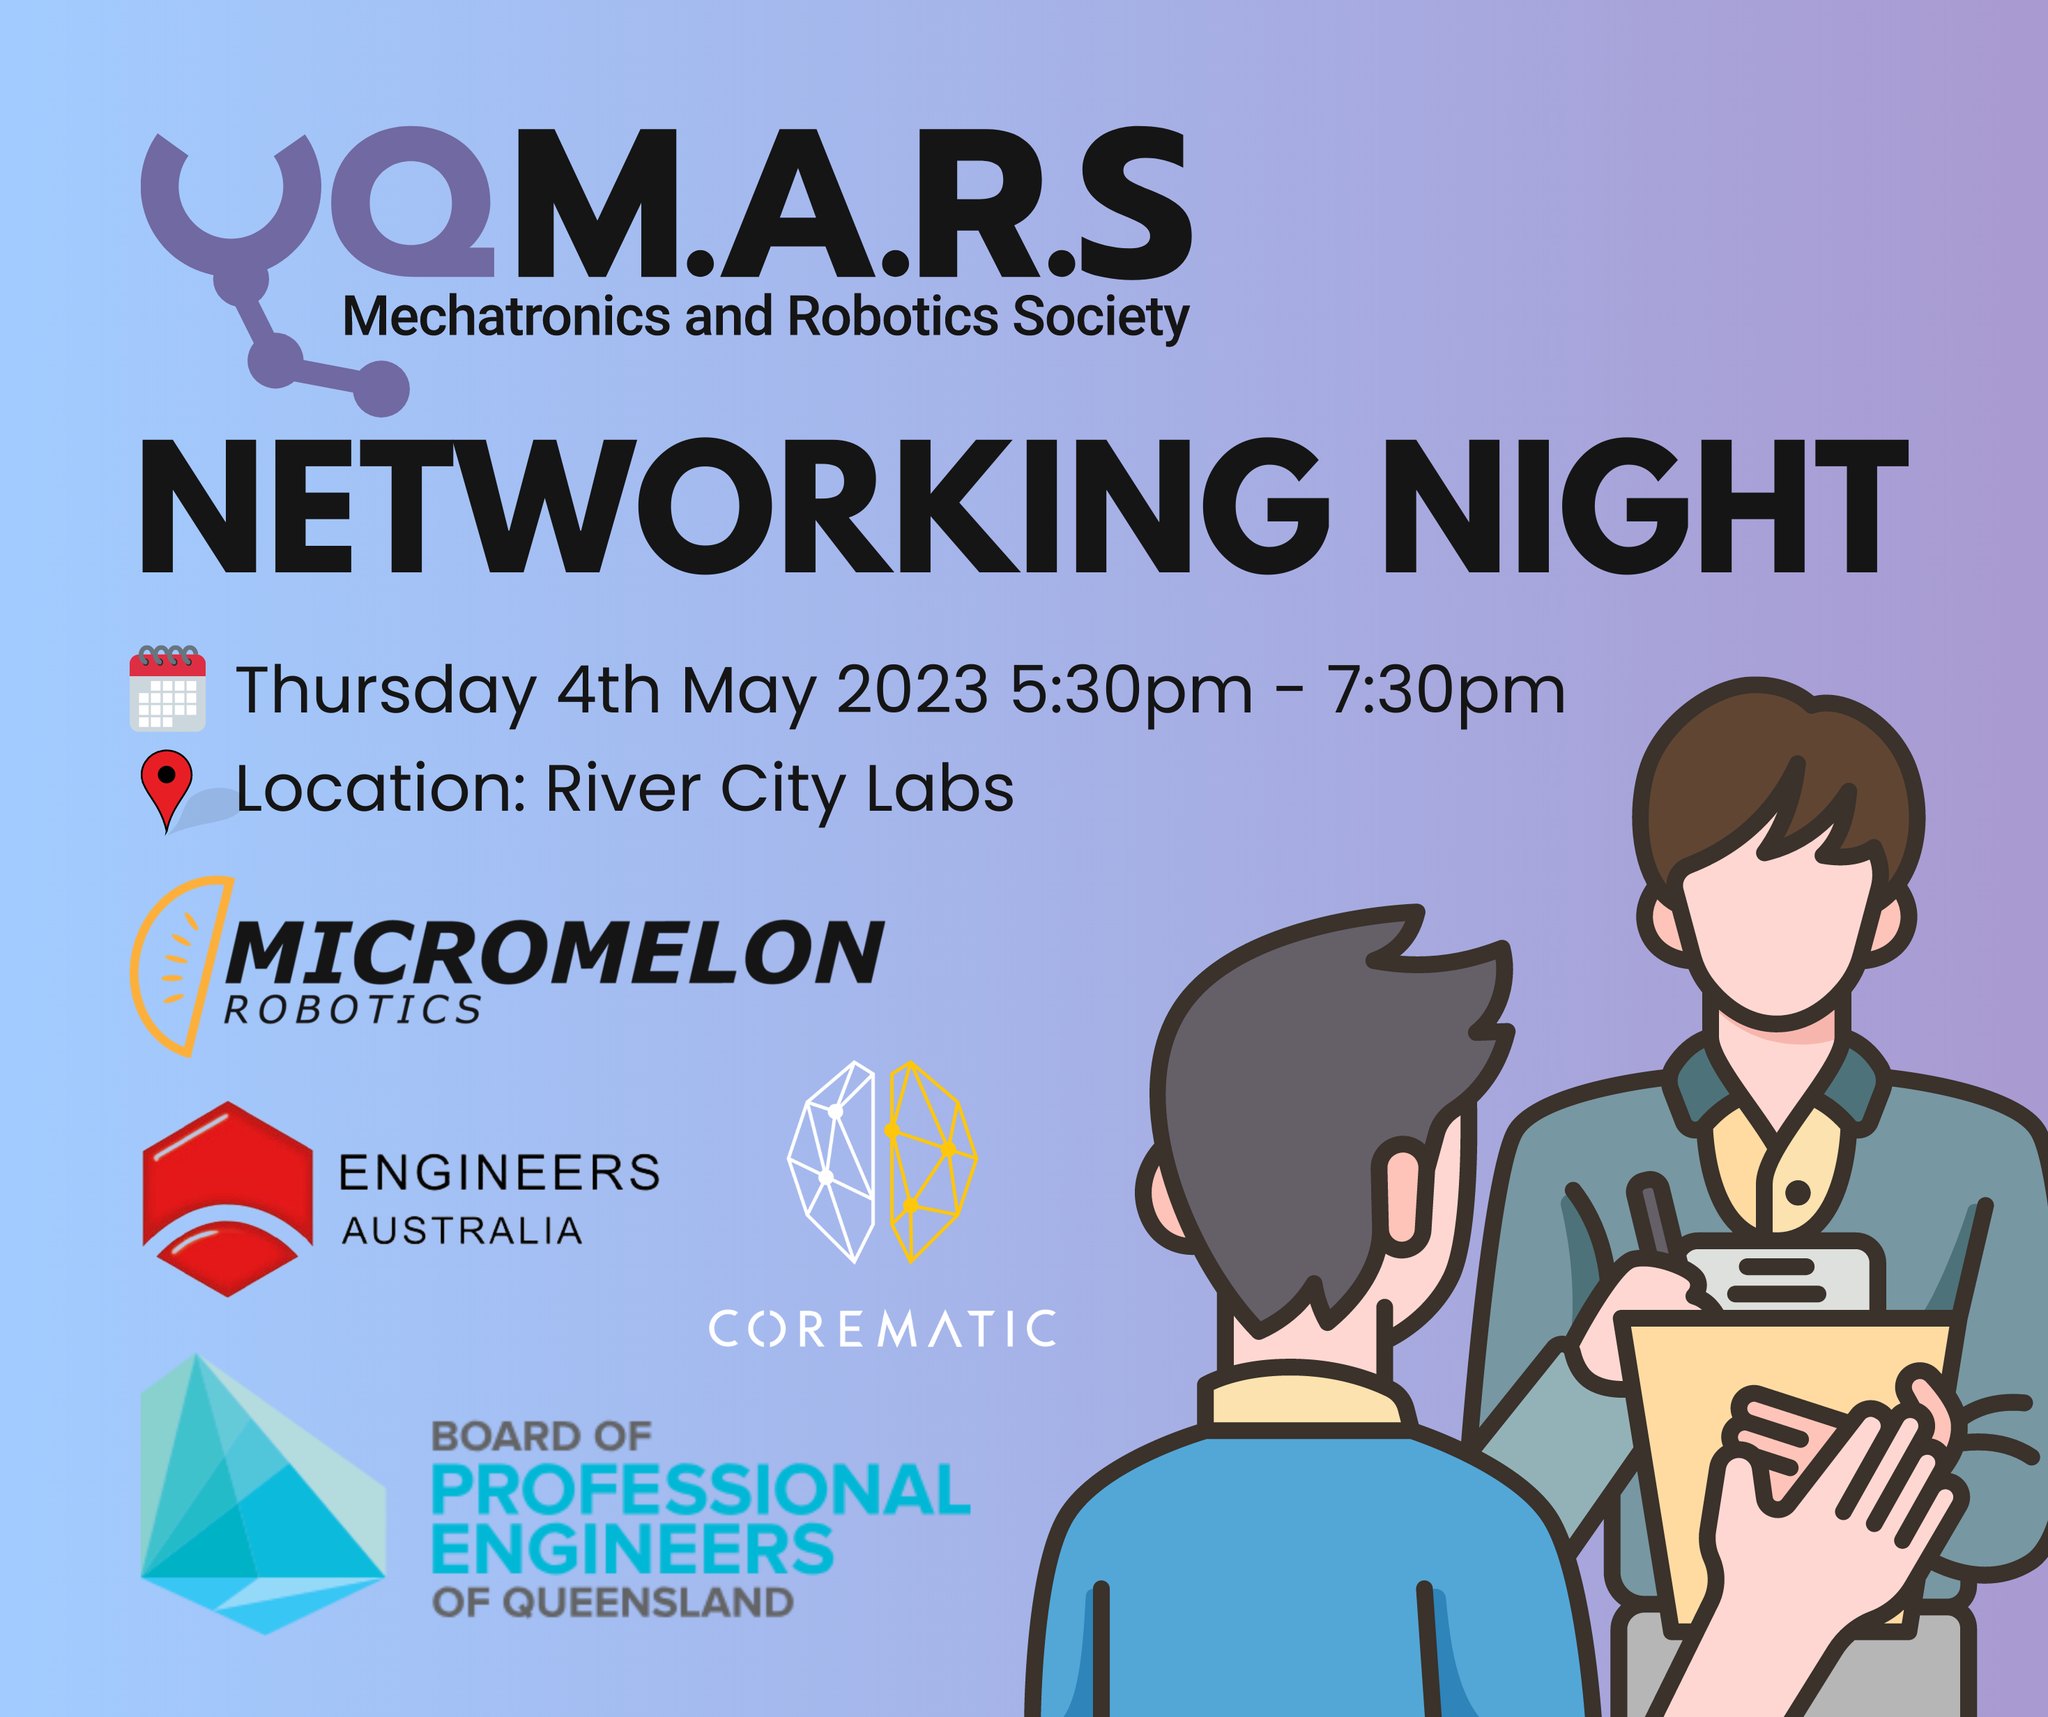 UQ M.A.R.S
Mechatronics and Robotics Society
NETWORKING NIGHT
Thursday 4th May 2023 5:30pm - 7:30pm
Location: River City Labs
MICROMELON
ROBOTICS
ENGINEERS
AUSTRALIA
COREMATIC
BOARD OF
PROFESSIONAL
ENGINEERS
OF QUEENSLAND